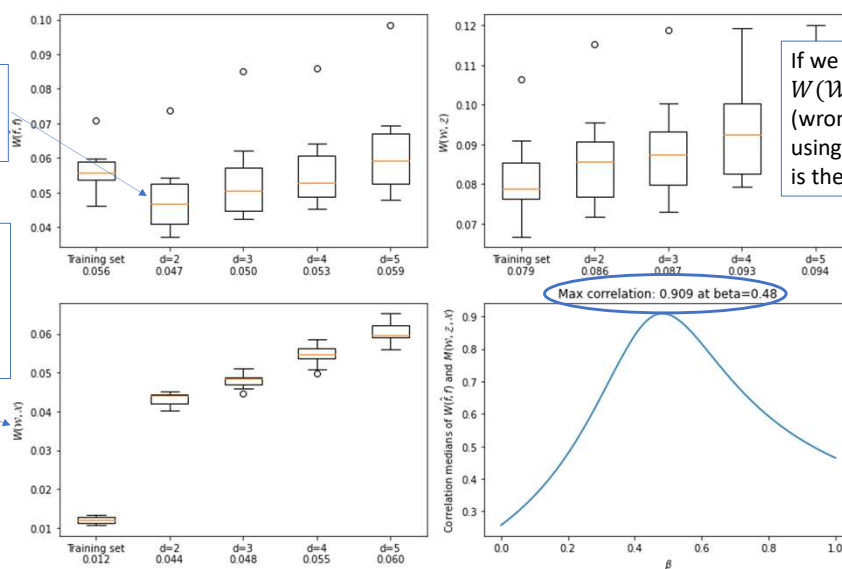 0.10
0.09
0.08
0.07
0.06
0.05
0.04
W(f̂, f)
Training set
0.056
d=2
0.047
d=3
0.050
d=4
0.053
d=5
0.059
0.12
0.11
0.10
0.09
0.08
0.07
W(𝒲, z)
Training set
0.079
d=2
0.086
d=3
0.087
d=4
0.093
d=5
0.094
If we
W(𝒲
(wron
using
is the
0.06
0.05
0.04
0.03
0.02
0.01
W(𝒲, x)
Training set
0.012
d=2
0.044
d=3
0.048
d=4
0.055
d=5
0.060
Max correlation: 0.909 at beta=0.48
0.9
0.8
0.7
0.6
0.5
0.4
0.3
Correlation medians of W(f̂, f) and M(𝒲, z, x)
0.0
0.2
0.4
0.6
0.8
1.0
β